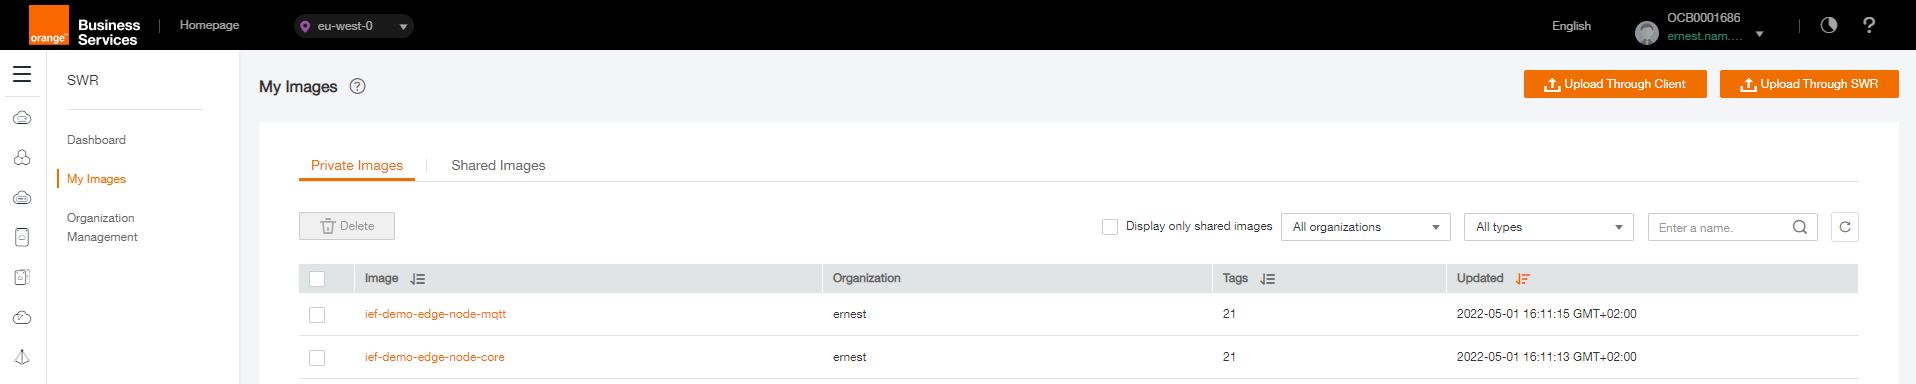 orange™
Business
Services
Homepage
eu-west-0
English
OCB0001686
ernest.nam....
?
SWR
Dashboard
My Images
Organization
Management
My Images ?
Upload Through Client
Upload Through SWR
Private Images
Shared Images
Delete
Display only shared images
All organizations
All types
Enter a name.
Image Organization Tags Updated
ief-demo-edge-node-mqtt ernest 21 2022-05-01 16:11:15 GMT+02:00
ief-demo-edge-node-core ernest 21 2022-05-01 16:11:13 GMT+02:00